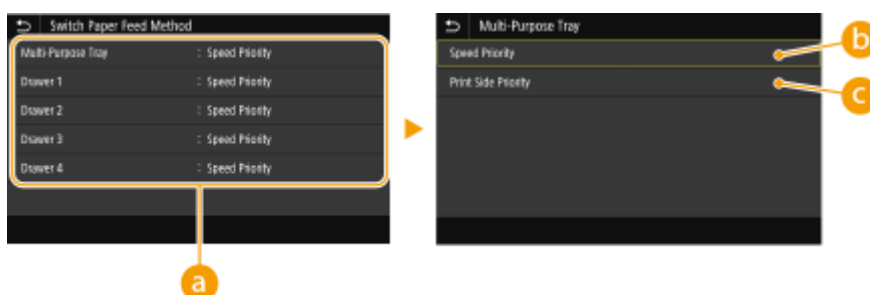 Switch Paper Feed Method
Multi-Purpose Tray : Speed Priority
Drawer 1 : Speed Priority
Drawer 2 : Speed Priority
Drawer 3 : Speed Priority
Drawer 4 : Speed Priority
a
Multi-Purpose Tray
Speed Priority
b
Print Side Priority
c